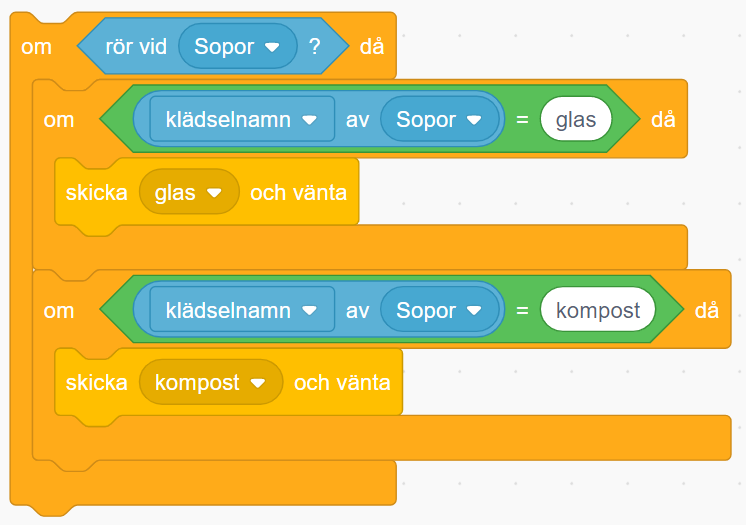 om rör vid Sopor ? då
om klädselnamn av Sopor = glas då
skicka glas och vänta
om klädselnamn av Sopor = kompost då
skicka kompost och vänta